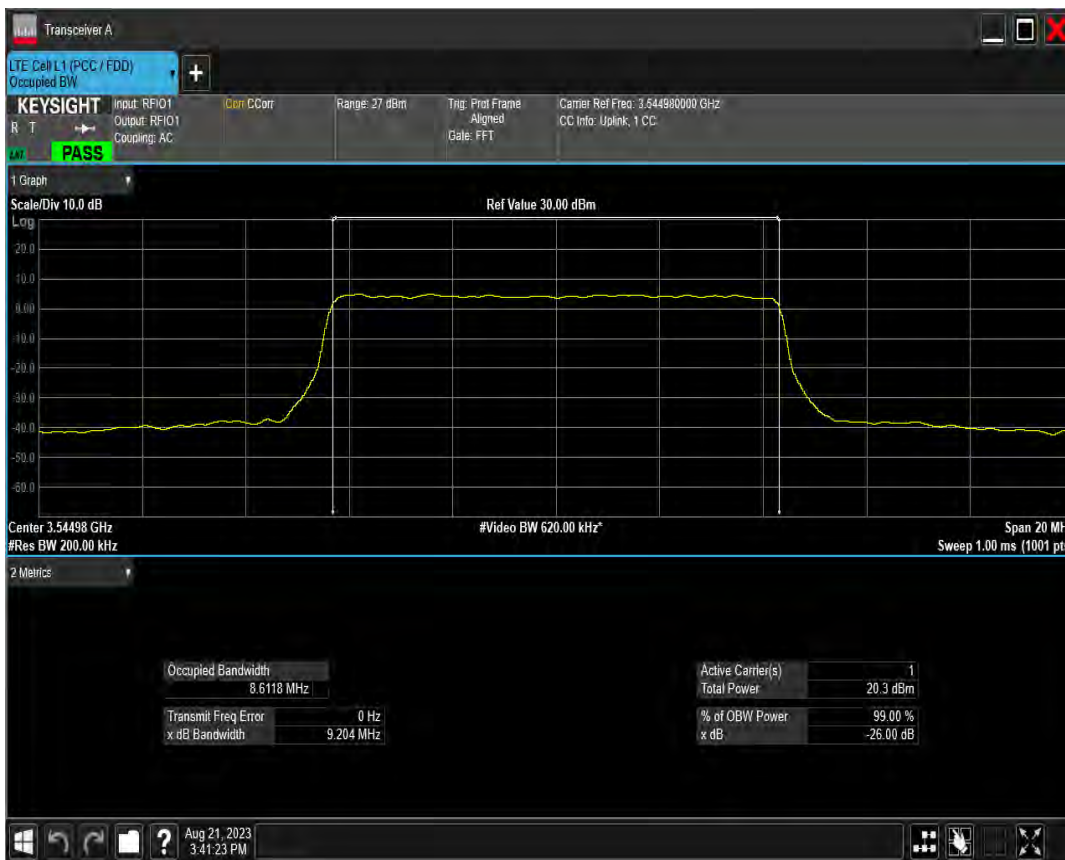 Transceiver A
LTE Cell L1 (PCC / FDD)
Occupied BW
+
KEYSIGHT
R T
PASS
Input: RFIO1
Output: RFIO1
Coupling: AC
Corr CCorr
Range: 27 dBm
Trig: Prot Frame
Aligned
Gate: FFT
Carrier Ref Freq: 3.544980000 GHz
CC Info: Uplink, 1 CC
1 Graph
Scale/Div 10.0 dB
Ref Value 30.00 dBm
Log
20.0
10.0
0.00
-10.0
-20.0
-30.0
-40.0
-50.0
-60.0
Center 3.54498 GHz
#Video BW 620.00 kHz*
Span 20 MH
#Res BW 200.00 kHz
Sweep 1.00 ms (1001 pt
2 Metrics
Occupied Bandwidth
8.6118 MHz
Transmit Freq Error 0 Hz
x dB Bandwidth 9.204 MHz
Active Carrier(s) 1
Total Power 20.3 dBm
% of OBW Power 99.00 %
x dB -26.00 dB
?
Aug 21, 2023
3:41:23 PM